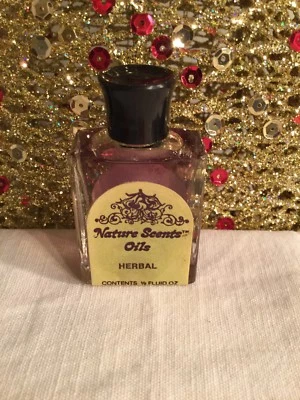 Nature Scents™
Oils
HERBAL
CONTENTS. ½ FLUID.OZ